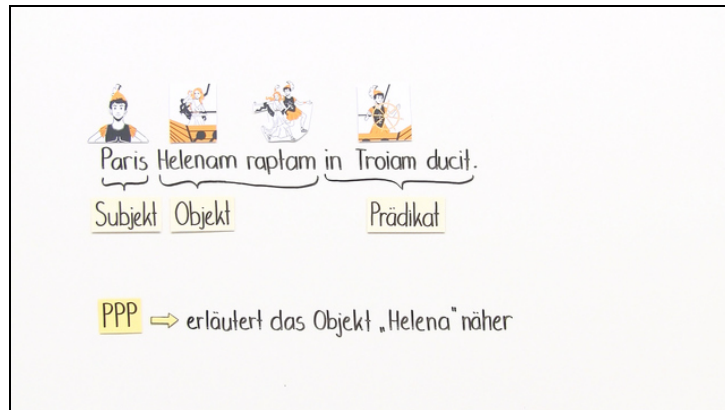 Paris Helenam raptam in Troiam ducit.
Subjekt Objekt Prädikat
PPP erläutert das Objekt „Helena" näher